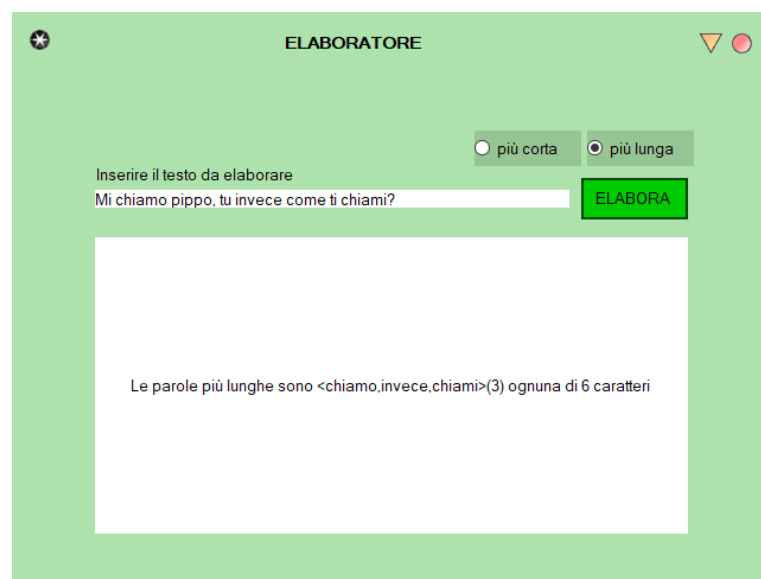 ELABORATORE
più corta
più lunga
Inserire il testo da elaborare
Mi chiamo pippo, tu invece come ti chiami?
ELABORA
Le parole più lunghe sono <chiamo,invece,chiami>(3) ognuna di 6 caratteri